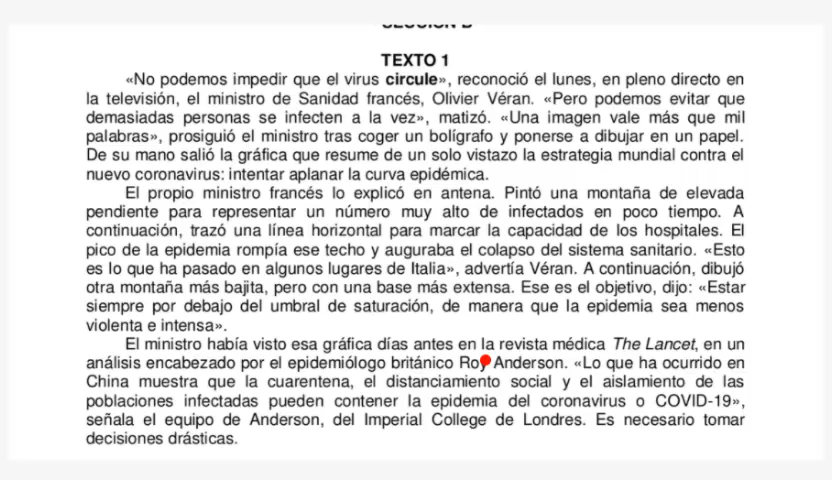 TEXTO 1
«No podemos impedir que el virus circule», reconoció el lunes, en pleno directo en
la televisión, el ministro de Sanidad francés, Olivier Véran. «Pero podemos evitar que
demasiadas personas se infecten a la vez», matizó. «Una imagen vale más que mil
palabras», prosiguió el ministro tras coger un bolígrafo y ponerse a dibujar en un papel.
De su mano salió la gráfica que resume de un solo vistazo la estrategia mundial contra el
nuevo coronavirus: intentar aplanar la curva epidémica.
El propio ministro francés lo explicó en antena. Pintó una montaña de elevada
pendiente para representar un número muy alto de infectados en poco tiempo. A
continuación, trazó una línea horizontal para marcar la capacidad de los hospitales. El
pico de la epidemia rompía ese techo y auguraba el colapso del sistema sanitario. «Esto
es lo que ha pasado en algunos lugares de Italia», advertía Véran. A continuación, dibujó
otra montaña más bajita, pero con una base más extensa. Ese es el objetivo, dijo: «Estar
siempre por debajo del umbral de saturación, de manera que la epidemia sea menos
violenta e intensa».
El ministro había visto esa gráfica días antes en la revista médica The Lancet, en un
análisis encabezado por el epidemiólogo británico Roy Anderson. «Lo que ha ocurrido en
China muestra que la cuarentena, el distanciamiento social y el aislamiento de las
poblaciones infectadas pueden contener la epidemia del coronavirus o COVID-19»,
señala el equipo de Anderson, del Imperial College de Londres. Es necesario tomar
decisiones drásticas.